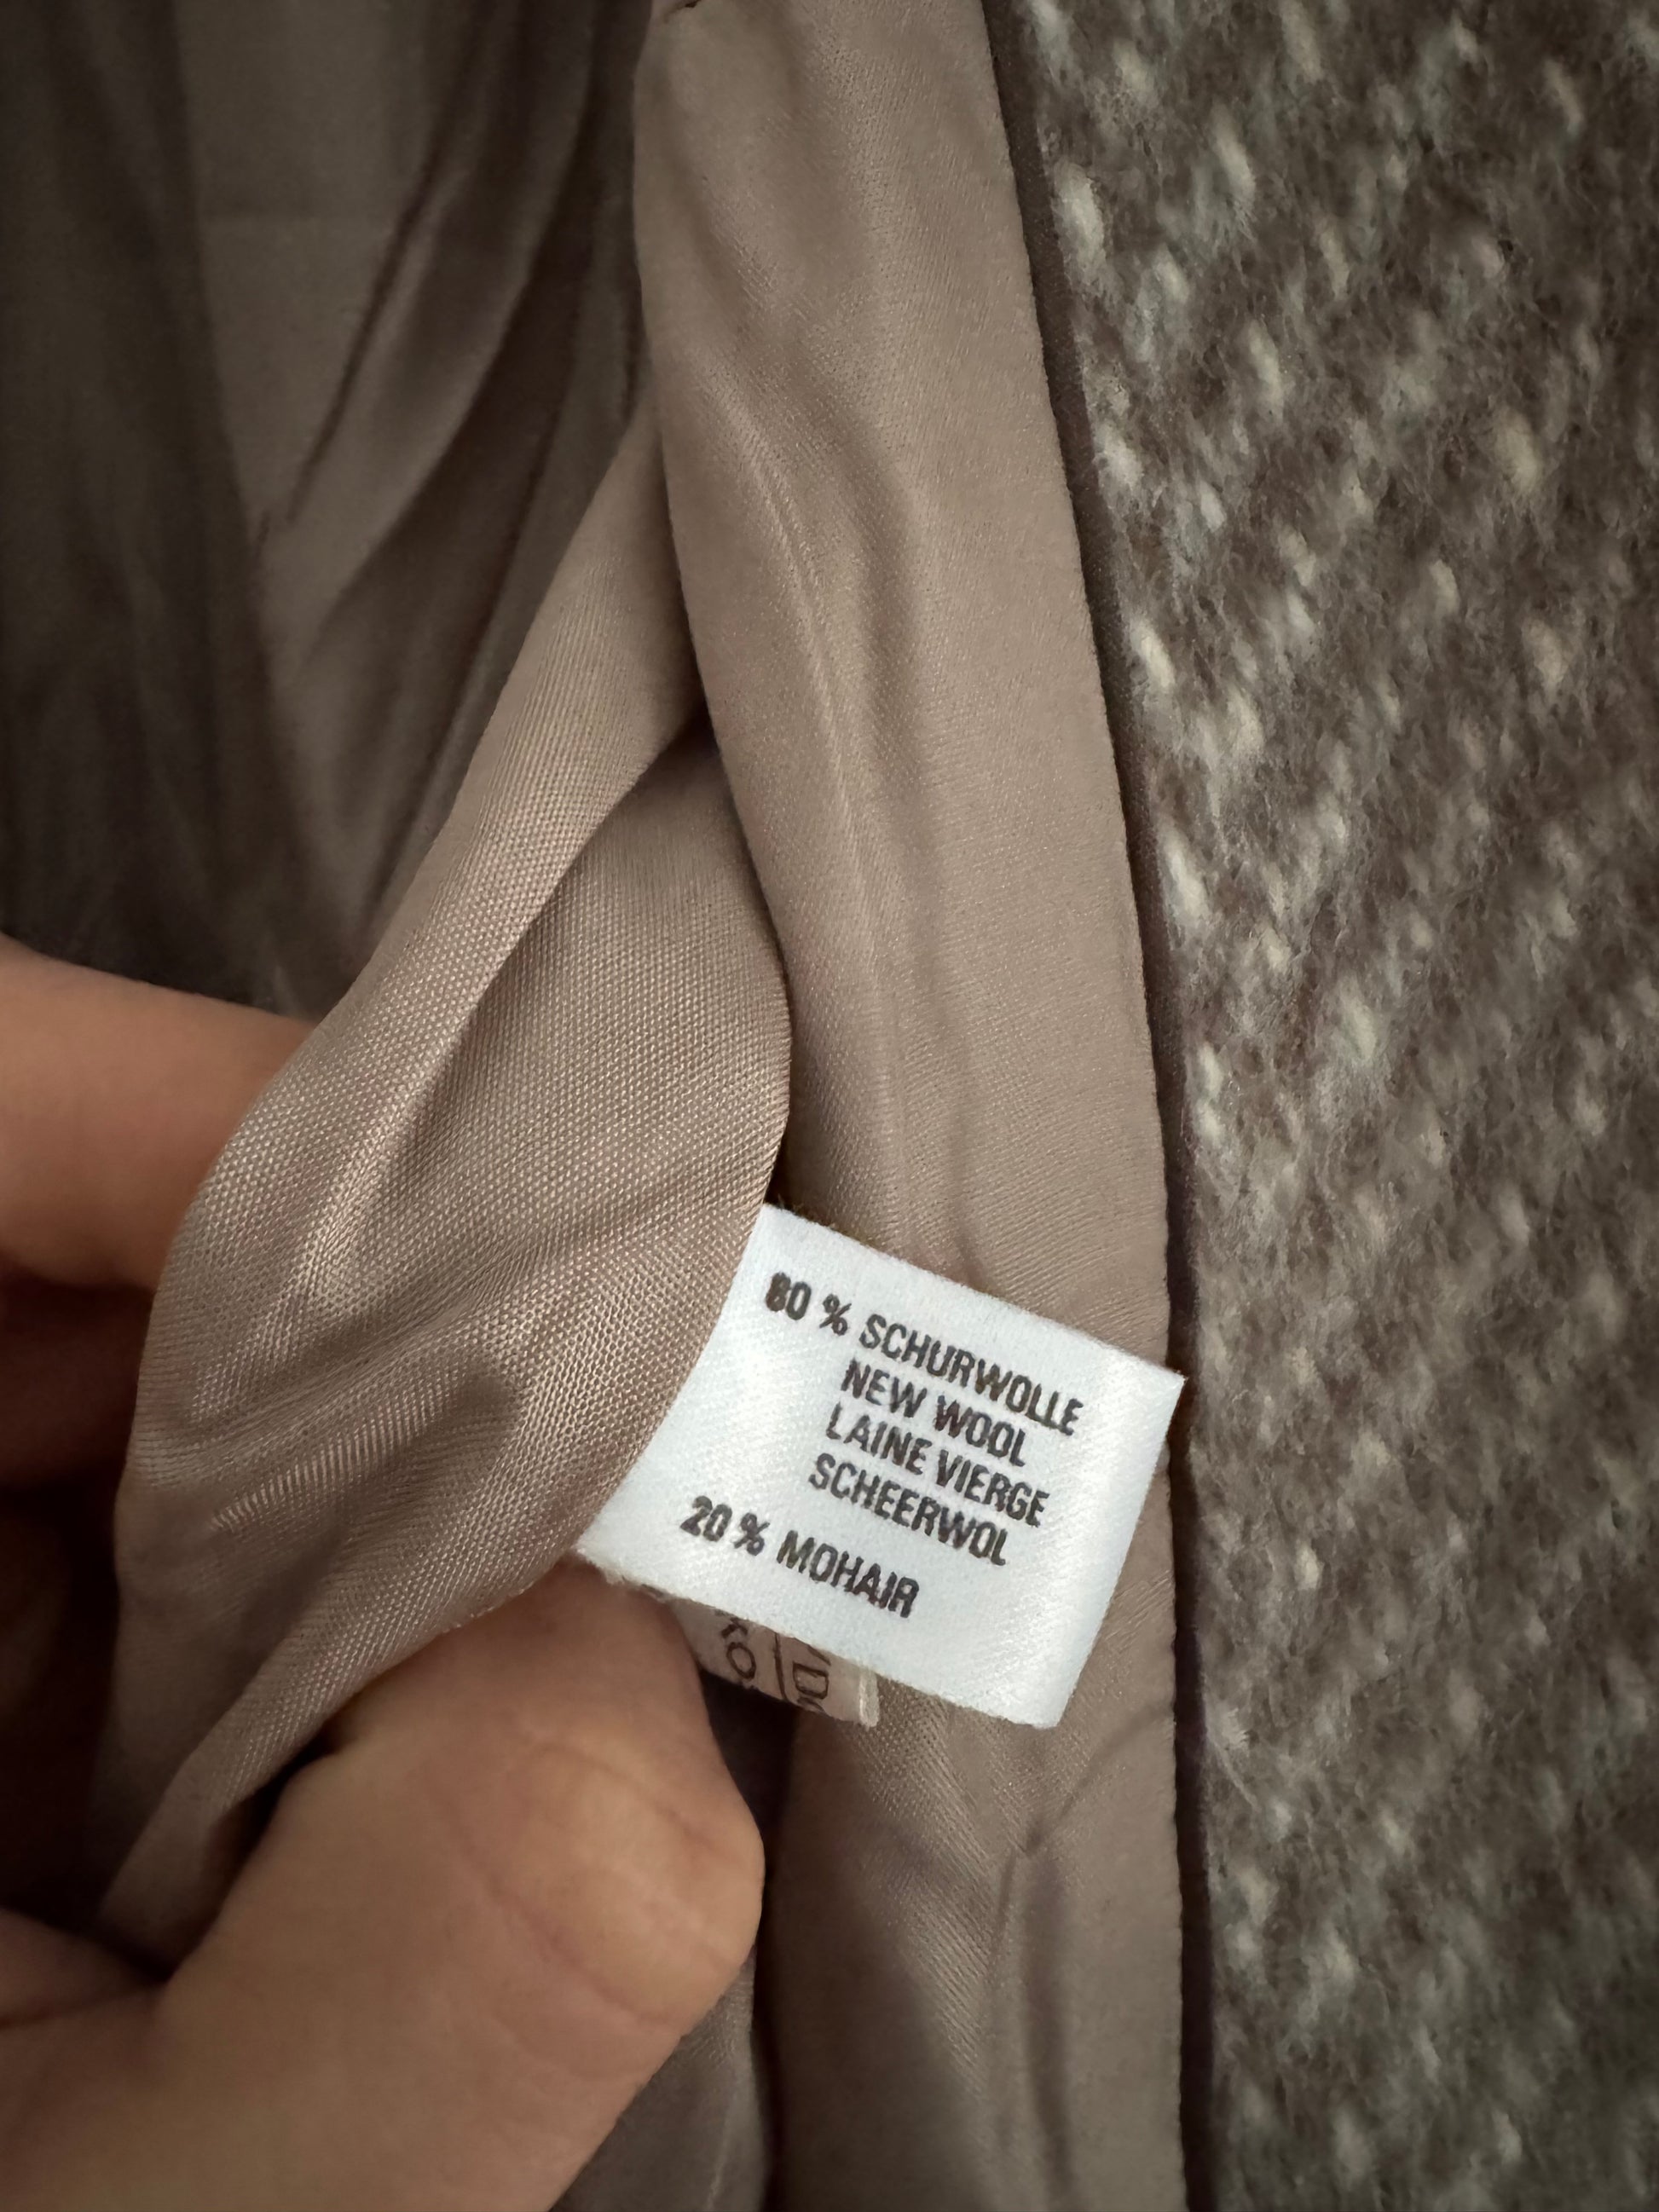 80 % SCHURWOLLE
NEW WOOL
LAINE VIERGE
SCHEERWOL
20 % MOHAIR